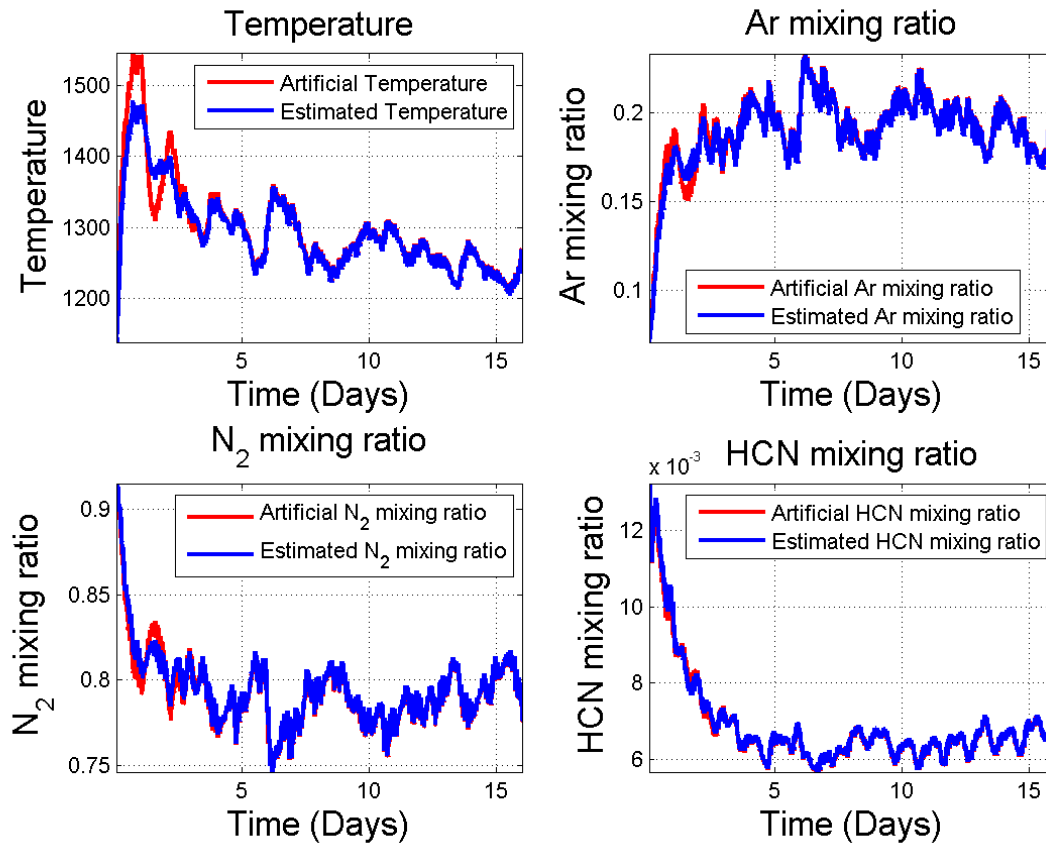 Temperature
Temperature
1500
1400
1300
1200
Artificial Temperature
Estimated Temperature
5
10
15
Time (Days)
Ar mixing ratio
Ar mixing ratio
0.2
0.15
0.1
Artificial Ar mixing ratio
Estimated Ar mixing ratio
5
10
15
Time (Days)
N2 mixing ratio
N2 mixing ratio
0.9
0.85
0.8
0.75
Artificial N2 mixing ratio
Estimated N2 mixing ratio
5
10
15
Time (Days)
HCN mixing ratio
x 10-3
HCN mixing ratio
12
10
8
6
Artificial HCN mixing ratio
Estimated HCN mixing ratio
5
10
15
Time (Days)